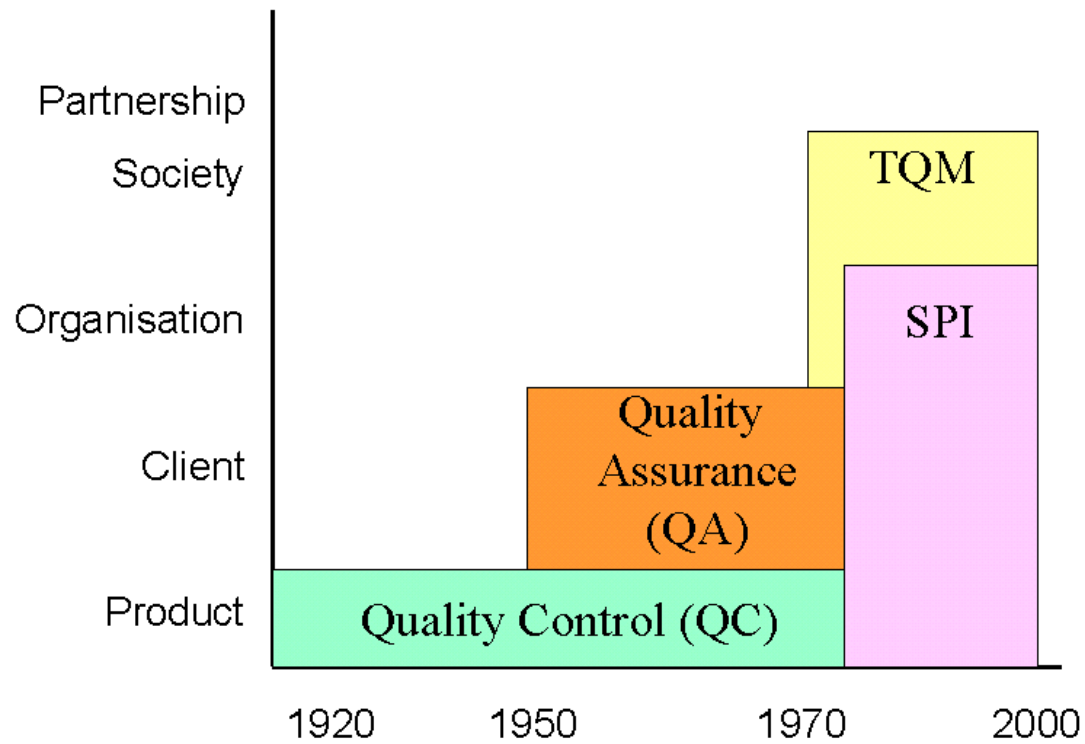 Partnership
Society
Organisation
Client
Product
TQM
SPI
Quality
Assurance
(QA)
Quality Control (QC)
1920 1950 1970 2000